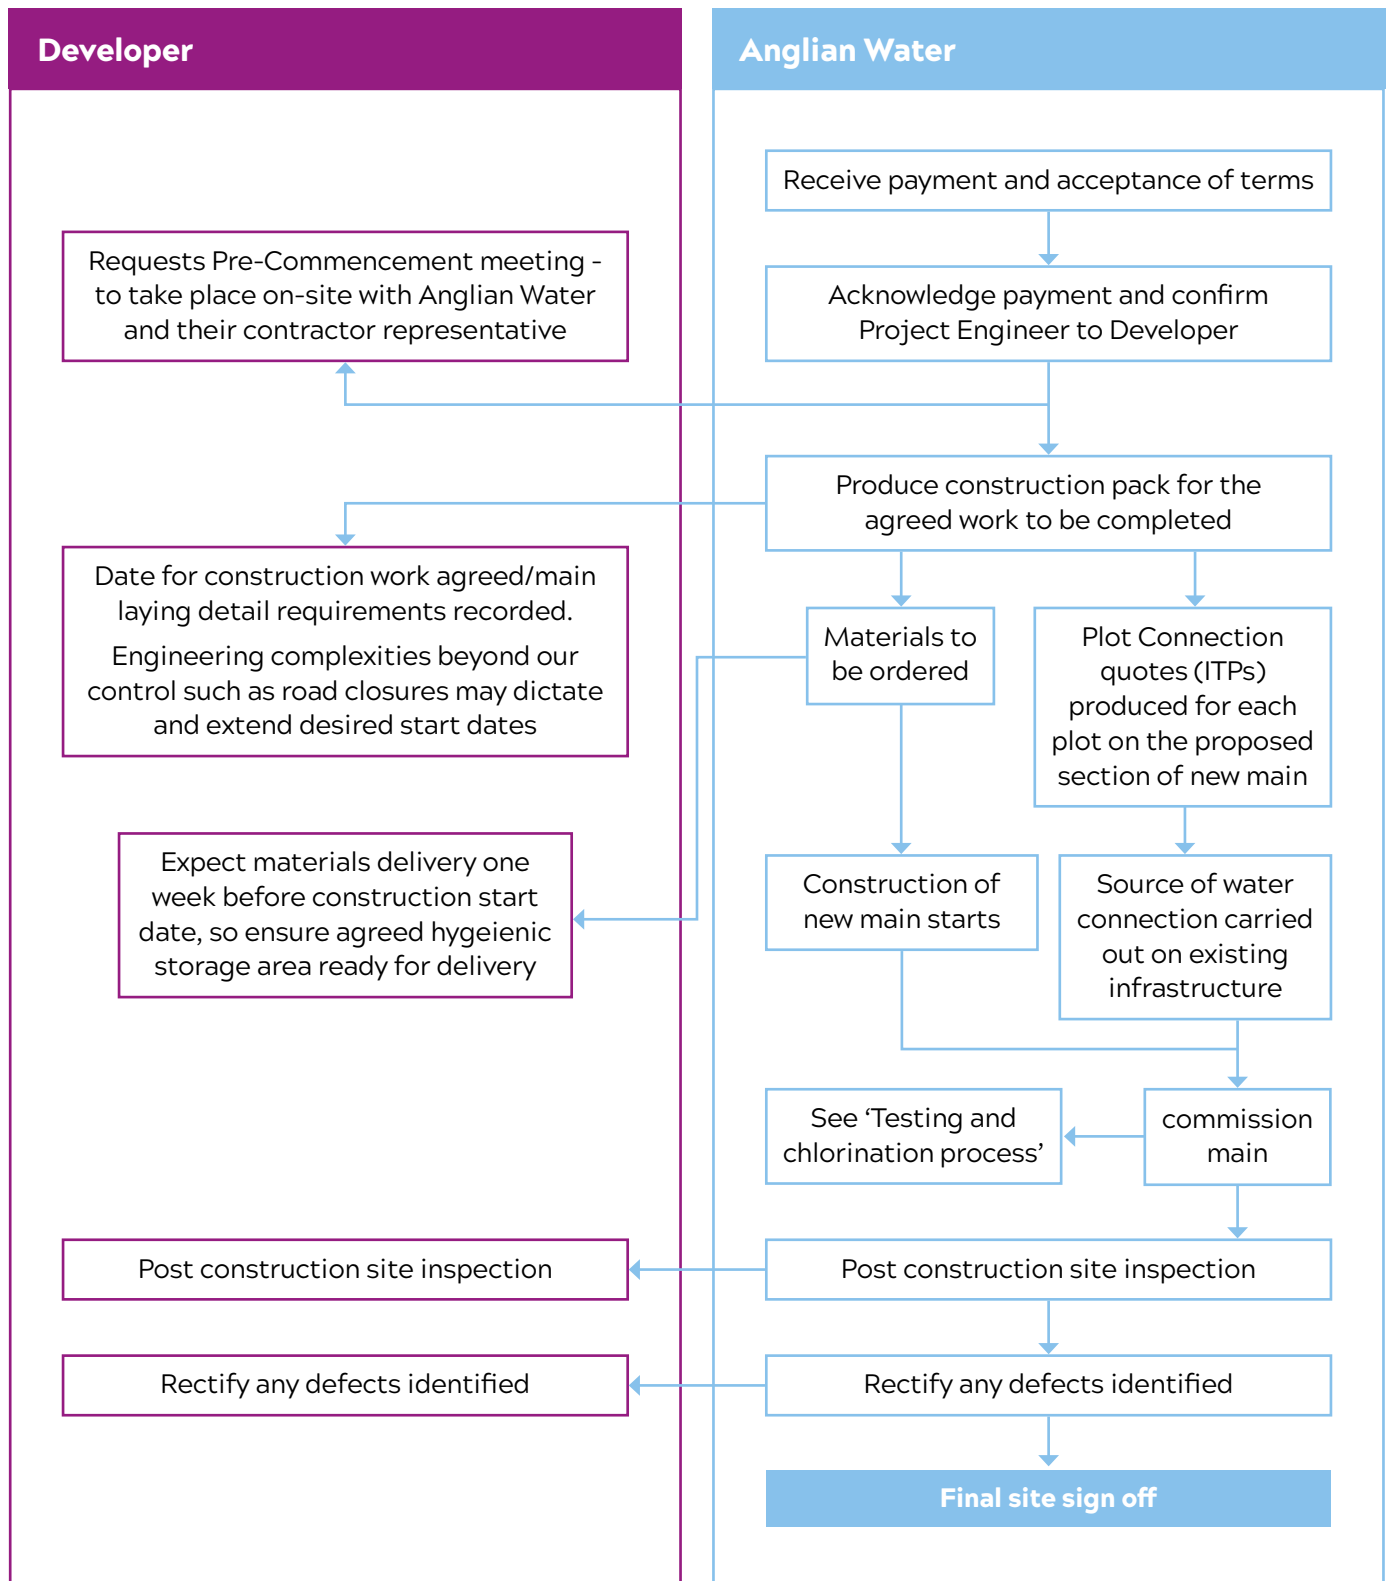 Developer
Anglian Water
Receive payment and acceptance of terms
Requests Pre-Commencement meeting -
to take place on-site with Anglian Water
and their contractor representative
Acknowledge payment and confirm
Project Engineer to Developer
Produce construction pack for the
agreed work to be completed
Date for construction work agreed/main
laying detail requirements recorded.
Engineering complexities beyond our
control such as road closures may dictate
and extend desired start dates
Materials to
be ordered
Plot Connection
quotes (ITPs)
produced for each
plot on the proposed
section of new main
Expect materials delivery one
week before construction start
date, so ensure agreed hygeienic
storage area ready for delivery
Construction of
new main starts
Source of water
connection carried
out on existing
infrastructure
See ‘Testing and
chlorination process’
commission
main
Post construction site inspection
Post construction site inspection
Rectify any defects identified
Rectify any defects identified
Final site sign off